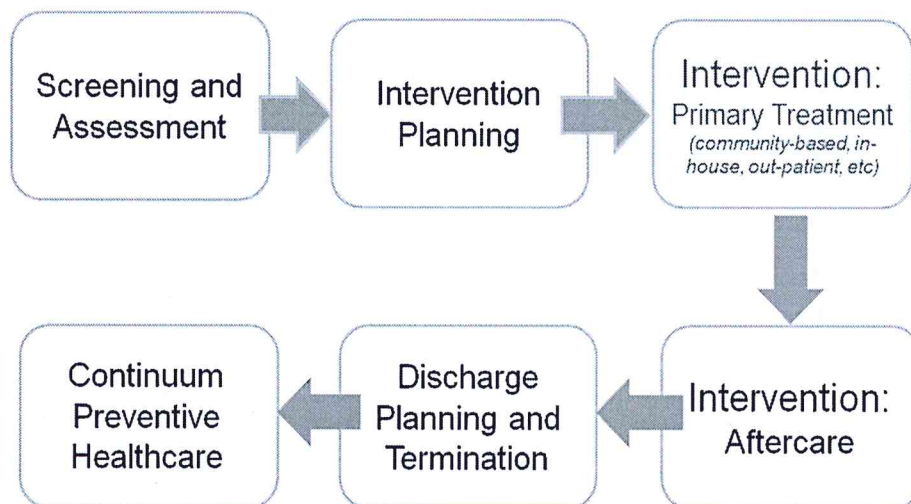 Screening and
Assessment
Intervention
Planning
Intervention:
Primary Treatment
(community-based, in-
house, out-patient, etc)
Intervention:
Aftercare
Discharge
Planning and
Termination
Continuum
Preventive
Healthcare